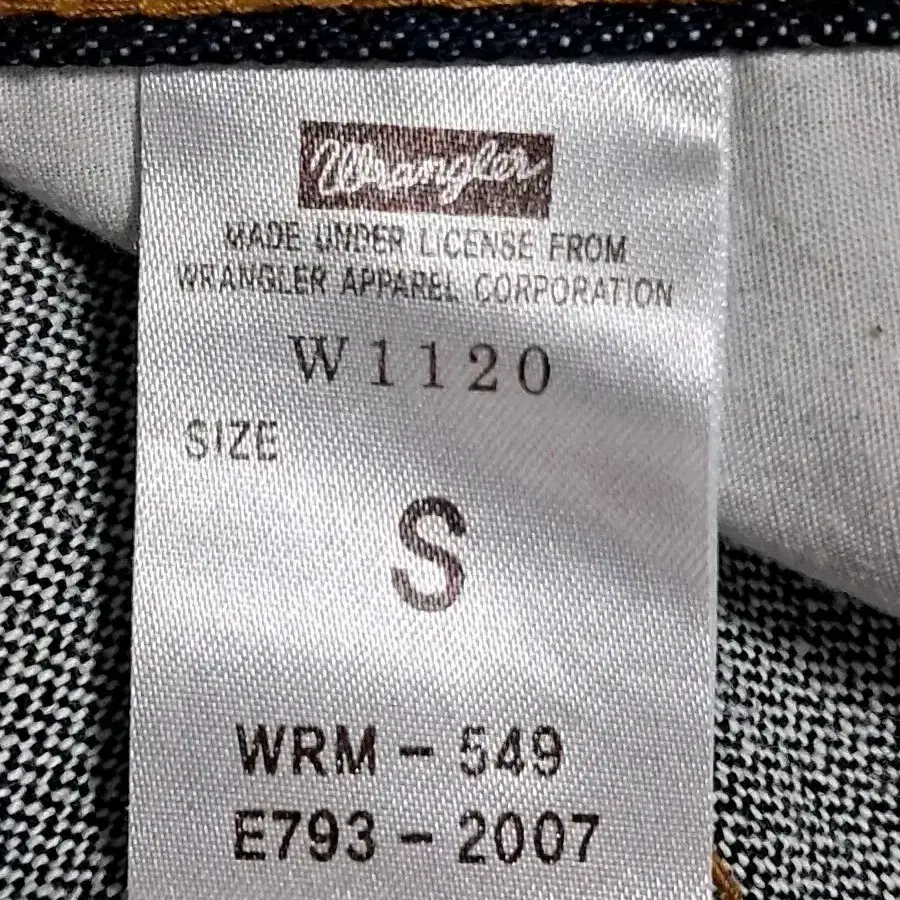 Wrangler
MADE UNDER LICENSE FROM
WRANGLER APPAREL CORPORATION
W1120
SIZE
S
WRM - 549
E793 - 2007